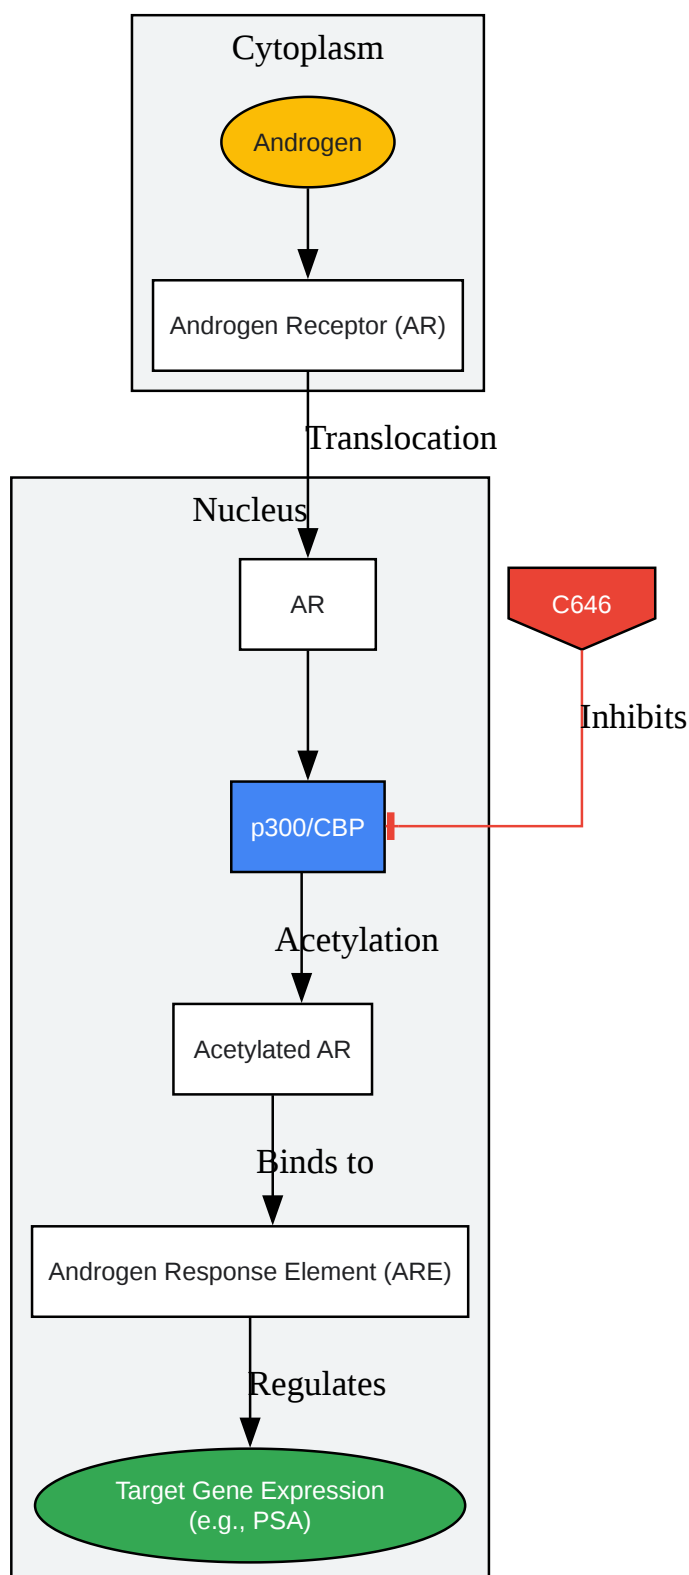 Cytoplasm
Androgen
Androgen Receptor (AR)
Translocation
Nucleus
AR
C646
Inhibits
p300/CBP
Acetylation
Acetylated AR
Binds to
Androgen Response Element (ARE)
Regulates
Target Gene Expression
(e.g., PSA)